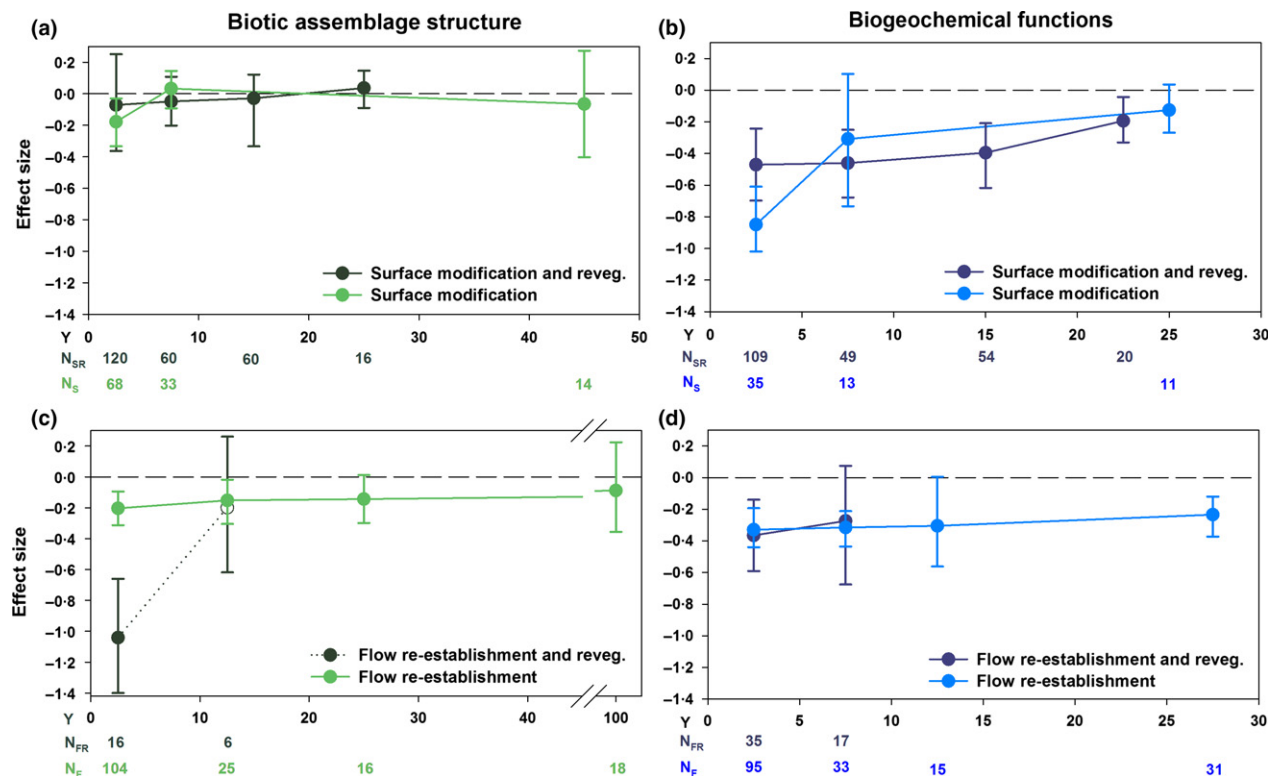 (a) Biotic assemblage structure
0·2
0·0
–0·2
–0·4
–0·6
–0·8
–1·0
–1·2
–1·4
Effect size
Surface modification and reveg.
Surface modification
0 10 20 30 40 50
Y
N_SR 120 60 60 16
N_S 68 33 14
(b) Biogeochemical functions
0·2
0·0
–0·2
–0·4
–0·6
–0·8
–1·0
–1·2
–1·4
Surface modification and reveg.
Surface modification
0 5 10 15 20 25 30
Y
N_SR 109 49 54 20
N_S 35 13 11
(c)
0·2
0·0
–0·2
–0·4
–0·6
–0·8
–1·0
–1·2
–1·4
Effect size
Flow re-establishment and reveg.
Flow re-establishment
0 10 20 30 40 100
Y
N_FR 16 6
N_F 104 25 16 18
(d)
0·2
0·0
–0·2
–0·4
–0·6
–0·8
–1·0
–1·2
–1·4
Flow re-establishment and reveg.
Flow re-establishment
0 5 10 15 20 25 30
Y
N_FR 35 17
N_F 95 33 15 31